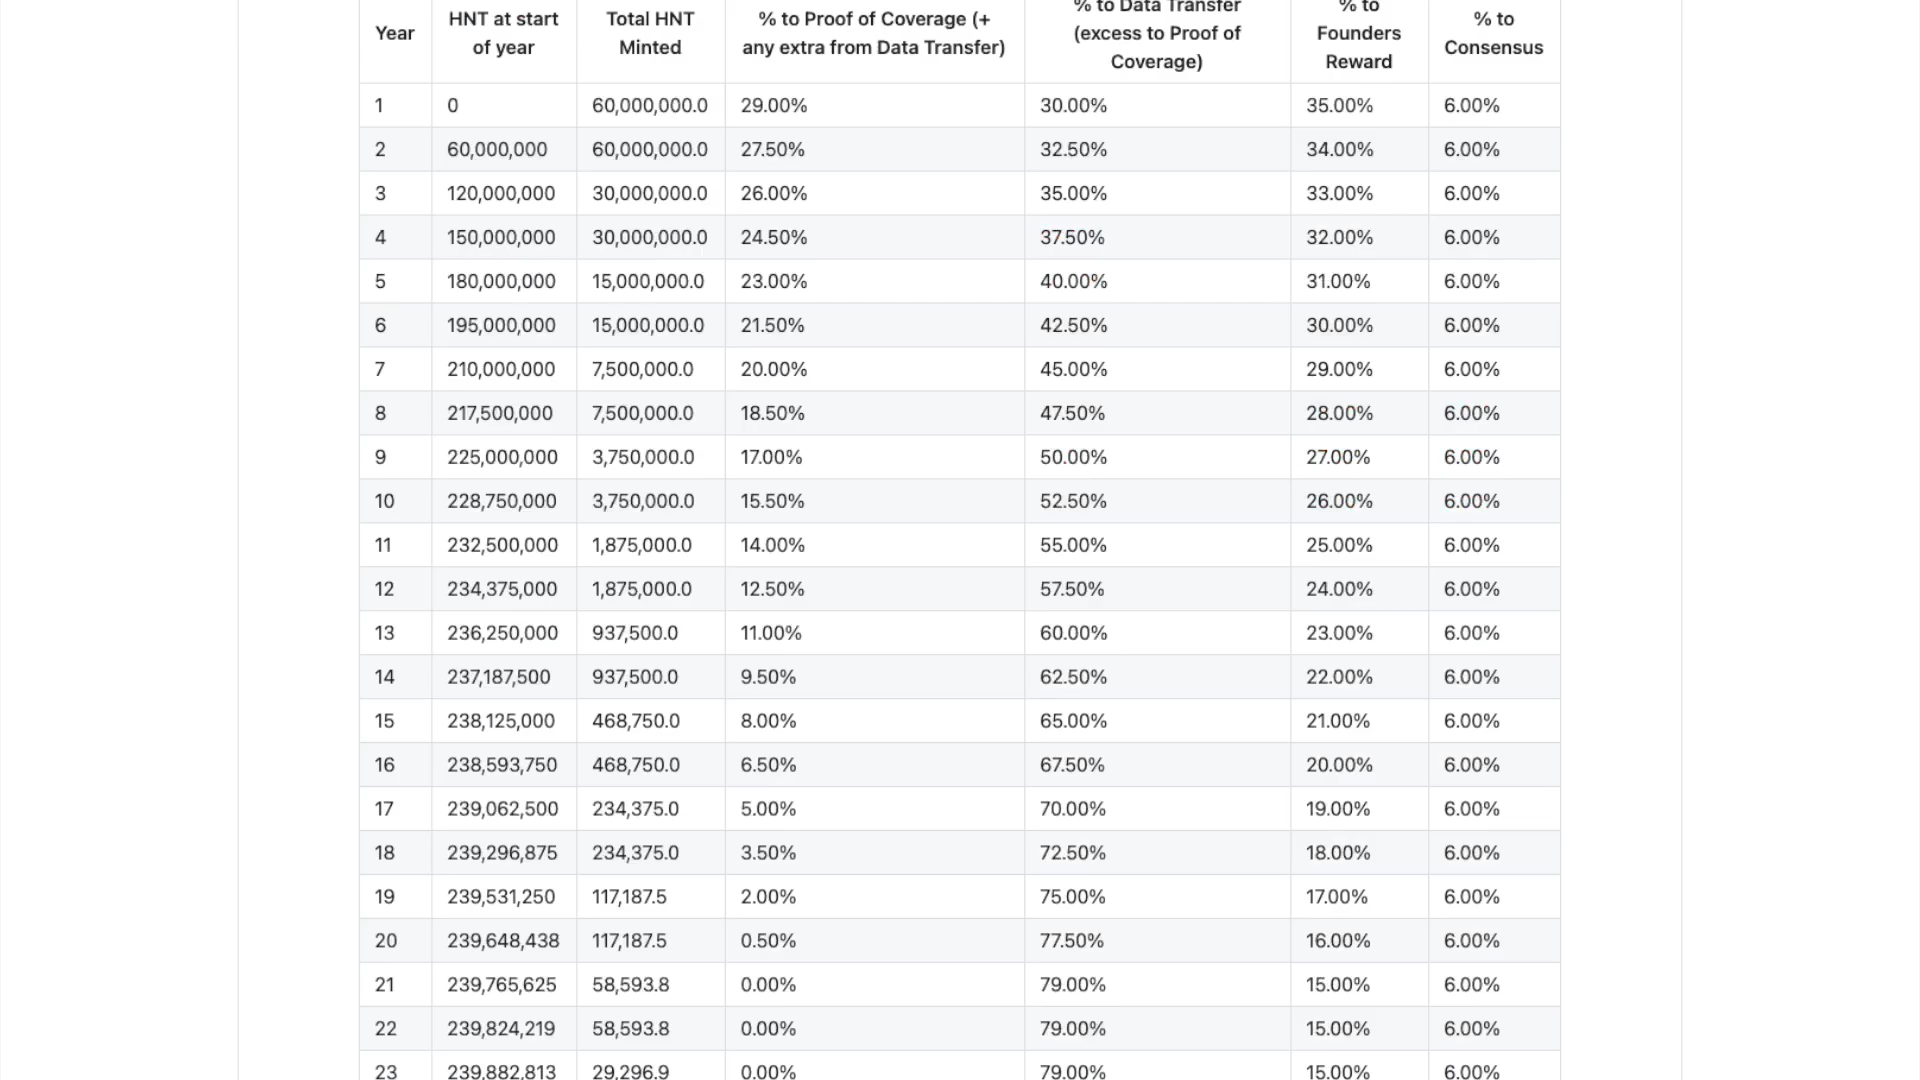 Year | HNT at start of year | Total HNT Minted | % to Proof of Coverage (+ any extra from Data Transfer) | % to Data Transfer (excess to Proof of Coverage) | % to Founders Reward | % to Consensus
1 | 0 | 60,000,000.0 | 29.00% | 30.00% | 35.00% | 6.00%
2 | 60,000,000 | 60,000,000.0 | 27.50% | 32.50% | 34.00% | 6.00%
3 | 120,000,000 | 30,000,000.0 | 26.00% | 35.00% | 33.00% | 6.00%
4 | 150,000,000 | 30,000,000.0 | 24.50% | 37.50% | 32.00% | 6.00%
5 | 180,000,000 | 15,000,000.0 | 23.00% | 40.00% | 31.00% | 6.00%
6 | 195,000,000 | 15,000,000.0 | 21.50% | 42.50% | 30.00% | 6.00%
7 | 210,000,000 | 7,500,000.0 | 20.00% | 45.00% | 29.00% | 6.00%
8 | 217,500,000 | 7,500,000.0 | 18.50% | 47.50% | 28.00% | 6.00%
9 | 225,000,000 | 3,750,000.0 | 17.00% | 50.00% | 27.00% | 6.00%
10 | 228,750,000 | 3,750,000.0 | 15.50% | 52.50% | 26.00% | 6.00%
11 | 232,500,000 | 1,875,000.0 | 14.00% | 55.00% | 25.00% | 6.00%
12 | 234,375,000 | 1,875,000.0 | 12.50% | 57.50% | 24.00% | 6.00%
13 | 236,250,000 | 937,500.0 | 11.00% | 60.00% | 23.00% | 6.00%
14 | 237,187,500 | 937,500.0 | 9.50% | 62.50% | 22.00% | 6.00%
15 | 238,125,000 | 468,750.0 | 8.00% | 65.00% | 21.00% | 6.00%
16 | 238,593,750 | 468,750.0 | 6.50% | 67.50% | 20.00% | 6.00%
17 | 239,062,500 | 234,375.0 | 5.00% | 70.00% | 19.00% | 6.00%
18 | 239,296,875 | 234,375.0 | 3.50% | 72.50% | 18.00% | 6.00%
19 | 239,531,250 | 117,187.5 | 2.00% | 75.00% | 17.00% | 6.00%
20 | 239,648,438 | 117,187.5 | 0.50% | 77.50% | 16.00% | 6.00%
21 | 239,765,625 | 58,593.8 | 0.00% | 79.00% | 15.00% | 6.00%
22 | 239,824,219 | 58,593.8 | 0.00% | 79.00% | 15.00% | 6.00%
23 | 239,882,813 | 29,296.9 | 0.00% | 79.00% | 15.00% | 6.00%